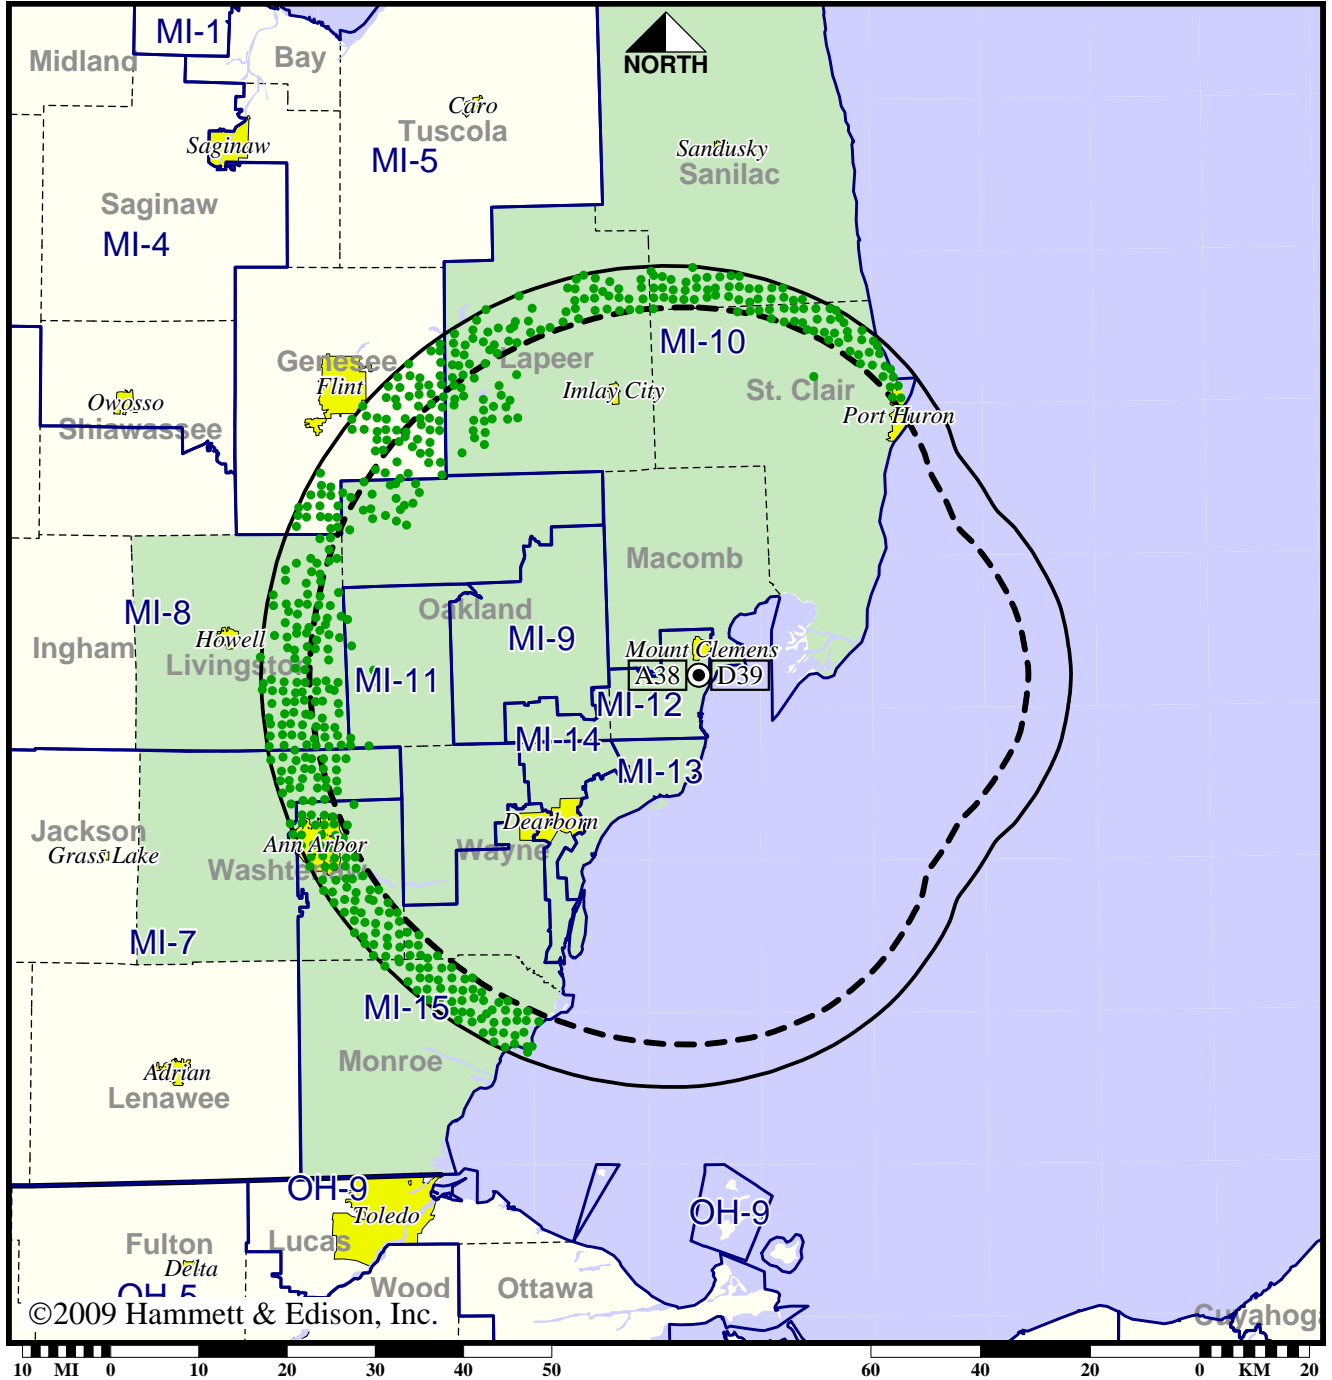 MI-1
Midland
Bay
NORTH
Caro
Tuscola
Saginaw
MI-5
Sandusky
Sanilac
Saginaw
MI-4
MI-10
Genesee
Lapeer
Flint
Imlay City
St. Clair
Owosso
Shiawassee
Port Huron
Macomb
MI-8
Oakland
Howell
MI-9
Ingham
Livingston
Mount Clemens
MI-11
A38
D39
MI-12
MI-14
MI-13
Jackson
Dearborn
Grass Lake
Ann Arbor
Wayne
Washtenaw
MI-7
MI-15
Monroe
Adrian
Lenawee
OH-9
Toledo
OH-9
Fulton
Lucas
Delta
Wood
Ottawa
OH-5
©2009 Hammett & Edison, Inc.
Cuyahoga
10 MI 0 10 20 30 40 50
60 40 20 0 KM 20